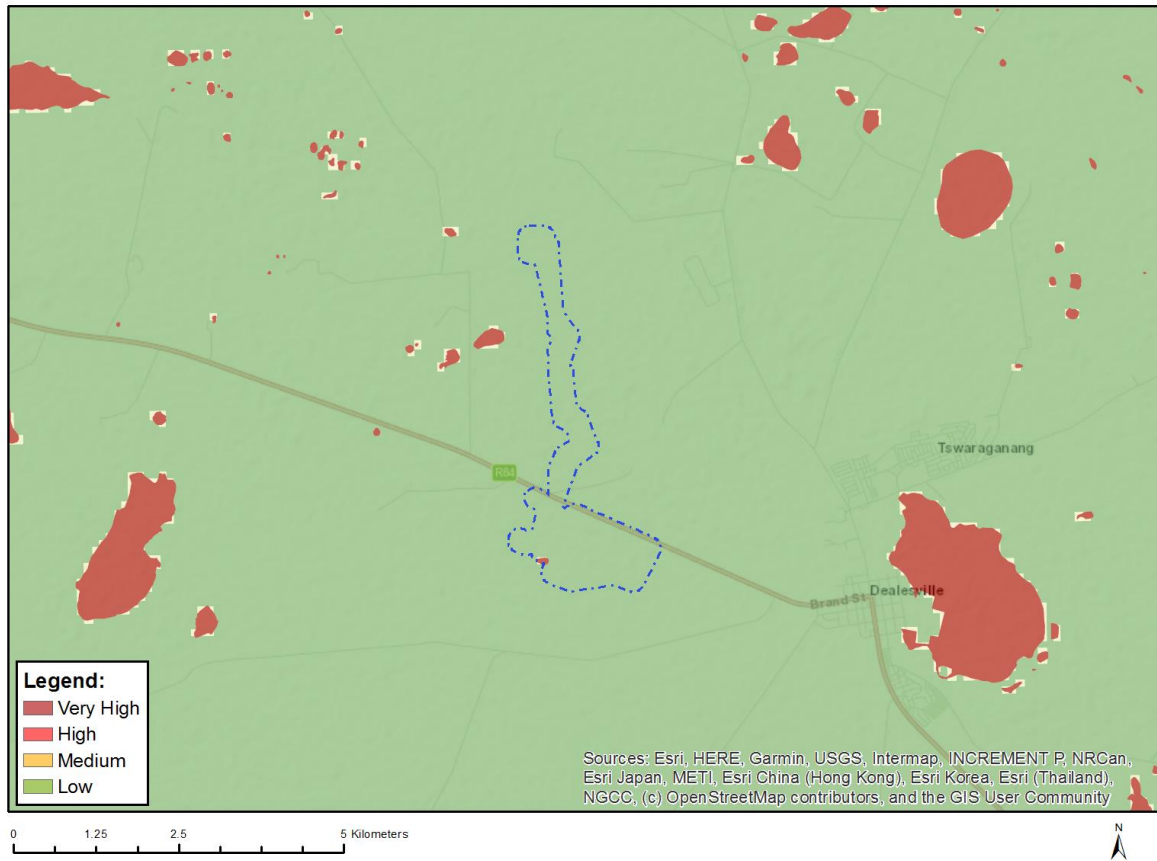 Tswaraganang
R64
Dealesville
Brand St
Legend:
Very High
High
Medium
Low
Sources: Esri, HERE, Garmin, USGS, Intermap, INCREMENT P, NRCan,
Esri Japan, METI, Esri China (Hong Kong), Esri Korea, Esri (Thailand),
NGCC, (c) OpenStreetMap contributors, and the GIS User Community
0 1.25 2.5 5 Kilometers
N